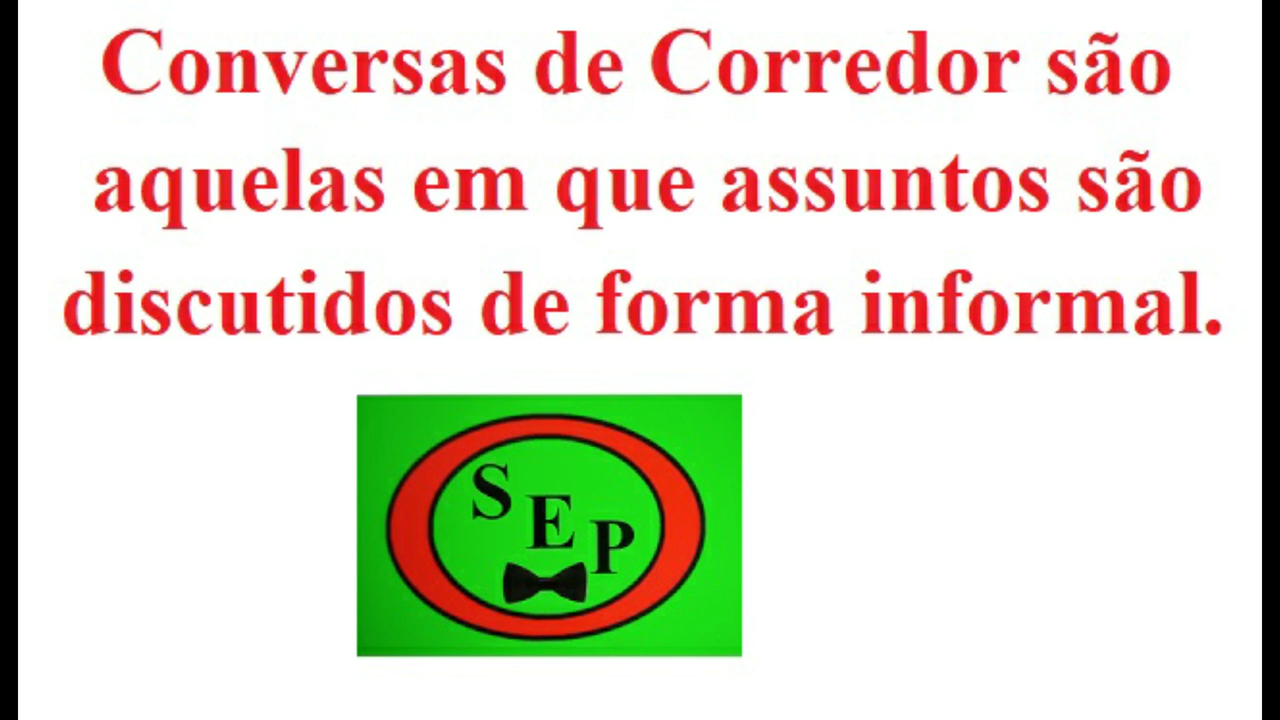 Conversas de Corredor são
aquelas em que assuntos são
discutidos de forma informal.
SEP